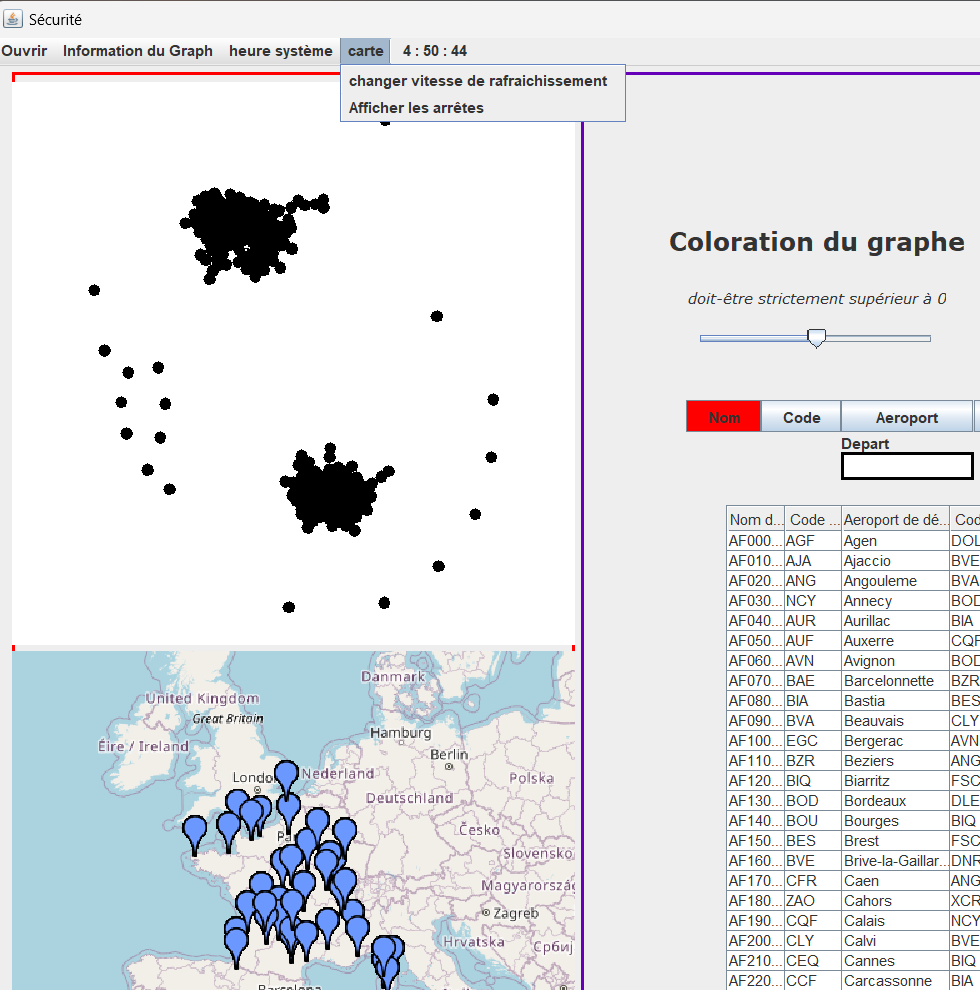 Sécurité
Ouvrir Information du Graph heure système carte 4 : 50 : 44
changer vitesse de rafraichissement
Afficher les arrêtes
Coloration du graphe
doit-être strictement supérieur à 0
Nom Code Aeroport
Depart
Nom d... Code ... Aeroport de dé... Cod
AF000... AGF Agen DOL
AF010... AJA Ajaccio BVE
AF020... ANG Angouleme BVA
AF030... NCY Annecy BOD
AF040... AUR Aurillac BIA
AF050... AUF Auxerre CQF
AF060... AVN Avignon BOD
AF070... BAE Barcelonnette BZR
AF080... BIA Bastia BES
AF090... BVA Beauvais CLY
AF100... EGC Bergerac AVN
AF110... BZR Beziers ANG
AF120... BIQ Biarritz FSC
AF130... BOD Bordeaux DLE
AF140... BOU Bourges BIQ
AF150... BES Brest FSC
AF160... BVE Brive-la-Gaillar... DNR
AF170... CFR Caen ANG
AF180... ZAO Cahors XCR
AF190... CQF Calais NCY
AF200... CLY Calvi BVE
AF210... CEQ Cannes BIQ
AF220... CCF Carcassonne BIA
Danmark
United Kingdom
Great Britain
Hamburg
Éire / Ireland
Berlin
Nederland
Londo
Polska
Deutschland
Pa
Česko
Slovensko
Magyarorszá
Zagreb
Hrvatska
Србиј
Barcelona